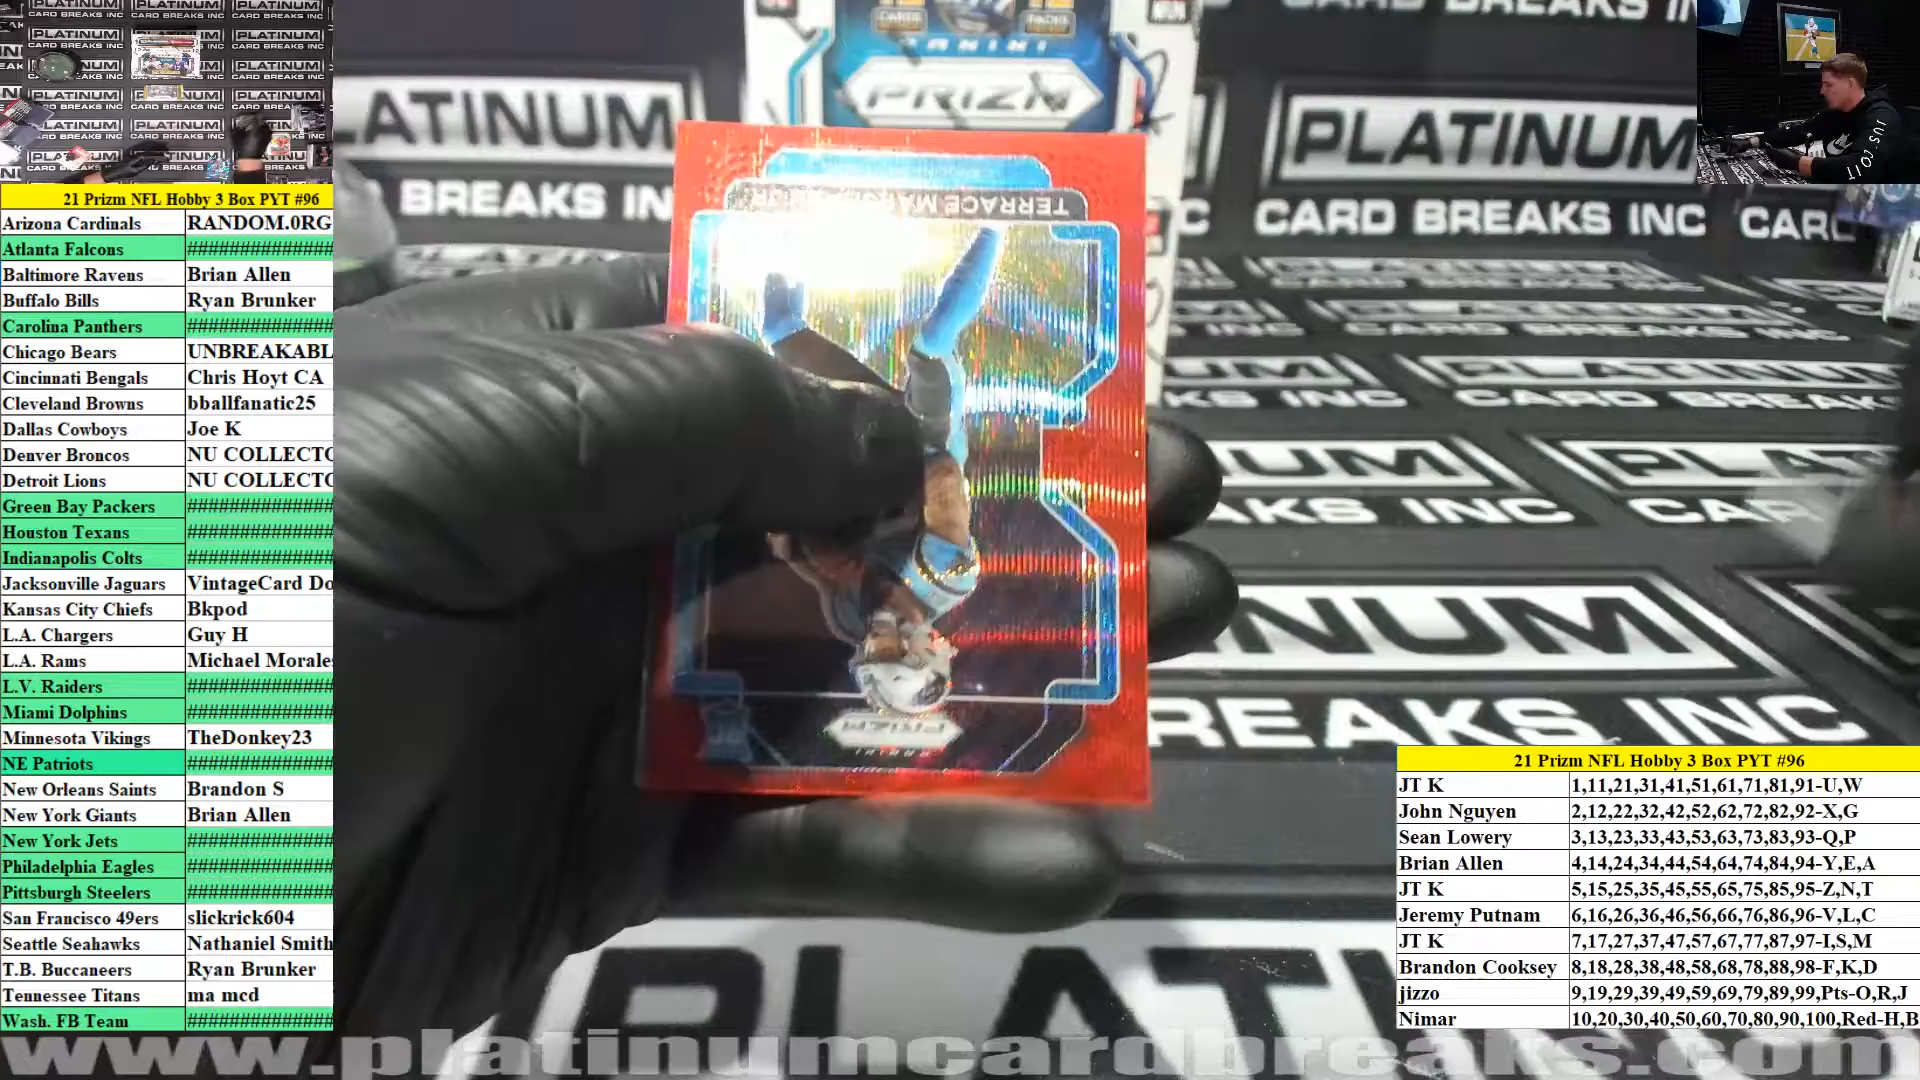 21 Prizm NFL Hobby 3 Box PYT #96
Arizona Cardinals RANDOM.0RG
Atlanta Falcons ################
Baltimore Ravens Brian Allen
Buffalo Bills Ryan Brunker
Carolina Panthers ################
Chicago Bears UNBREAKABL
Cincinnati Bengals Chris Hoyt CA
Cleveland Browns bballfanatic25
Dallas Cowboys Joe K
Denver Broncos NU COLLECTO
Detroit Lions NU COLLECTO
Green Bay Packers ################
Houston Texans ################
Indianapolis Colts ################
Jacksonville Jaguars VintageCard Do
Kansas City Chiefs Bkpod
L.A. Chargers Guy H
L.A. Rams Michael Morales
L.V. Raiders ################
Miami Dolphins ################
Minnesota Vikings TheDonkey23
NE Patriots ################
New Orleans Saints Brandon S
New York Giants Brian Allen
New York Jets ################
Philadelphia Eagles ################
Pittsburgh Steelers ################
San Francisco 49ers slickrick604
Seattle Seahawks Nathaniel Smith
T.B. Buccaneers Ryan Brunker
Tennessee Titans ma mcd
Wash. FB Team ################
PANINI
PRIZM
PLATINUM
CARD BREAKS INC
TERRACE
PRIZM
PANINI
21 Prizm NFL Hobby 3 Box PYT #96
JT K 1,11,21,31,41,51,61,71,81,91-U,W
John Nguyen 2,12,22,32,42,52,62,72,82,92-X,G
Sean Lowery 3,13,23,33,43,53,63,73,83,93-Q,P
Brian Allen 4,14,24,34,44,54,64,74,84,94-Y,E,A
JT K 5,15,25,35,45,55,65,75,85,95-Z,N,T
Jeremy Putnam 6,16,26,36,46,56,66,76,86,96-V,L,C
JT K 7,17,27,37,47,57,67,77,87,97-I,S,M
Brandon Cooksey 8,18,28,38,48,58,68,78,88,98-F,K,D
jizzo 9,19,29,39,49,59,69,79,89,99,Pts-O,R,J
Nimar 10,20,30,40,50,60,70,80,90,100,Red-H,B
www.platinumcardbreaks.com